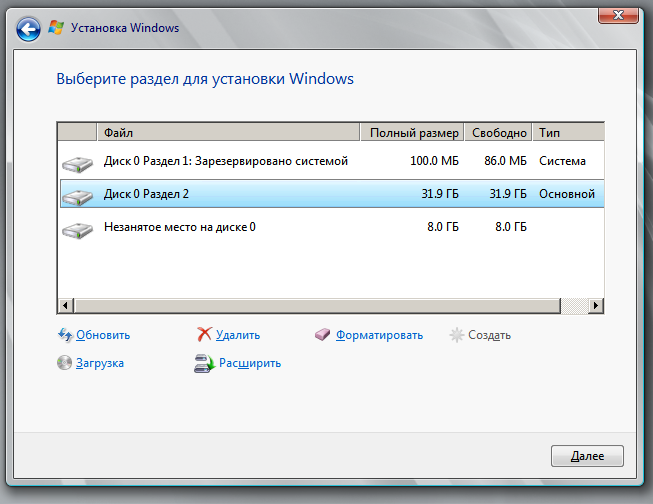 Установка Windows
Выберите раздел для установки Windows
Файл Полный размер Свободно Тип
Диск 0 Раздел 1: Зарезервировано системой 100.0 МБ 86.0 МБ Система
Диск 0 Раздел 2 31.9 ГБ 31.9 ГБ Основной
Незанятое место на диске 0 8.0 ГБ 8.0 ГБ
Обновить Удалить Форматировать Создать
Загрузка Расширить
Далее